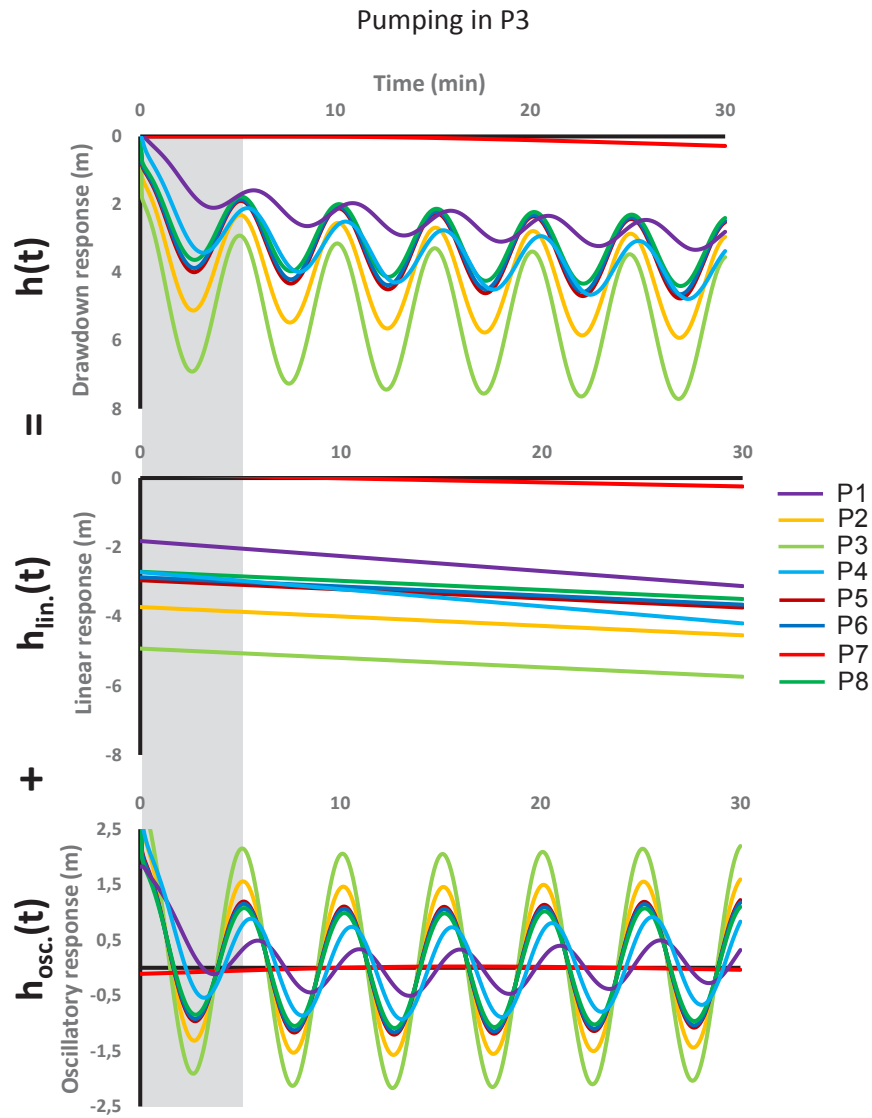 Pumping in P3
Time (min)
0 10 20 30
0
2
4
6
8
Drawdown response (m)
h(t)
=
0 10 20 30
0
-2
-4
-6
-8
Linear response (m)
hlin.(t)
P1
P2
P3
P4
P5
P6
P7
P8
+
0 10 20 30
2,5
1,5
0,5
-0,5
-1,5
-2,5
Oscillatory response (m)
hosc.(t)